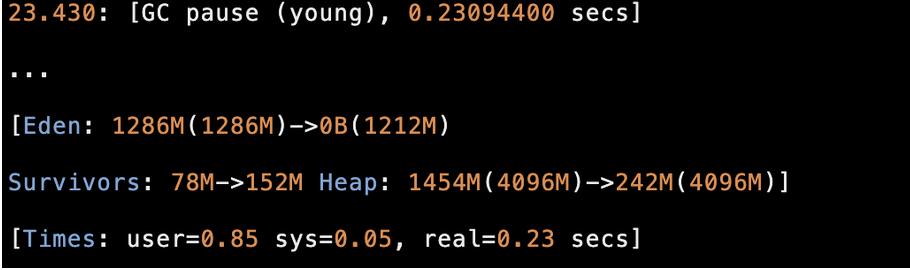 23.430: [GC pause (young), 0.23094400 secs]
...
[Eden: 1286M(1286M)->0B(1212M)
Survivors: 78M->152M Heap: 1454M(4096M)->242M(4096M)]
[Times: user=0.85 sys=0.05, real=0.23 secs]